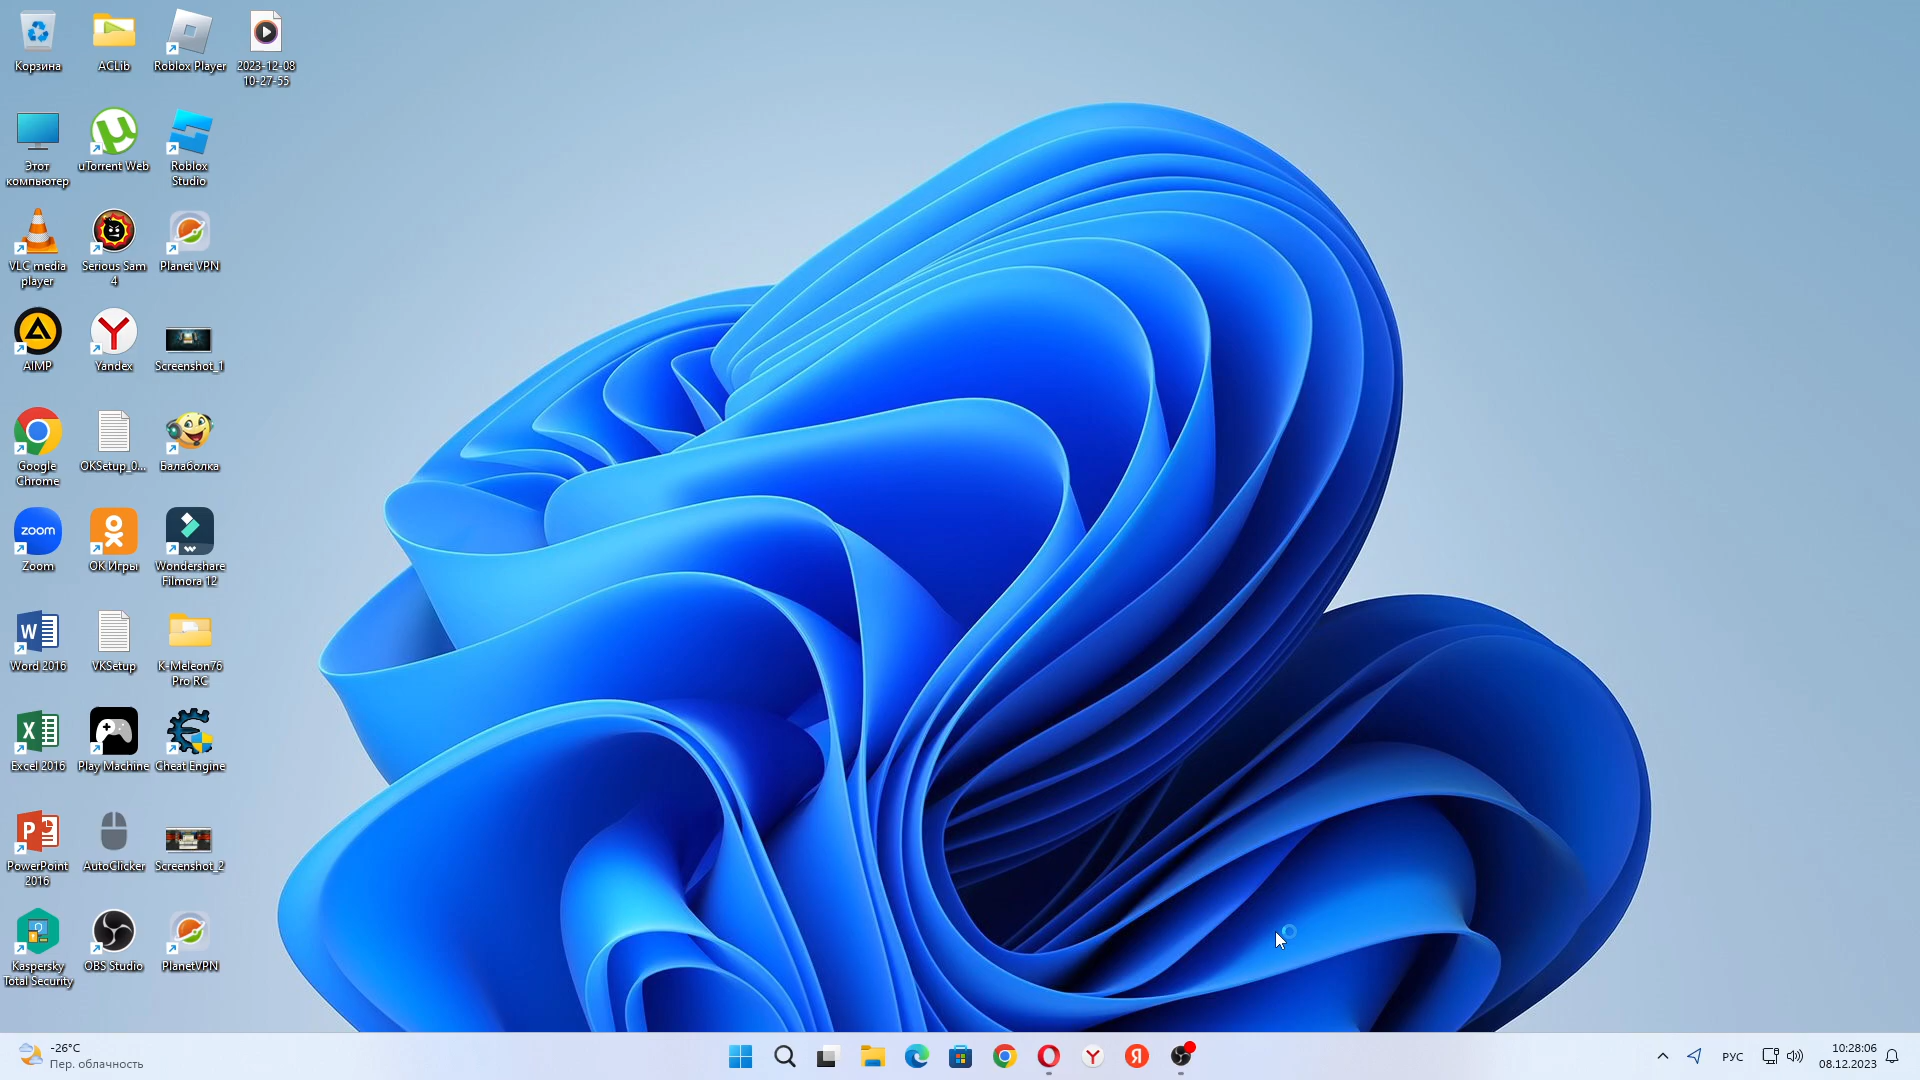 Корзина
ACLib
Roblox Player
2023-12-08
10-27-55
Этот
компьютер
uTorrent Web
Roblox
Studio
VLC media
player
Serious Sam
4
Planet VPN
AIMP
Yandex
Screenshot_1
Google
Chrome
OKSetup_0...
Балаболка
zoom
Zoom
ОК Игры
Wondershare
Filmora 12
Word 2016
VKSetup
K-Meleon76
Pro RC
Excel 2016
Play Machine
Cheat Engine
PowerPoint
2016
AutoClicker
Screenshot_2
Kaspersky
Total Security
OBS Studio
PlanetVPN
-26°C
Пер. облачность
РУС
10:28:06
08.12.2023